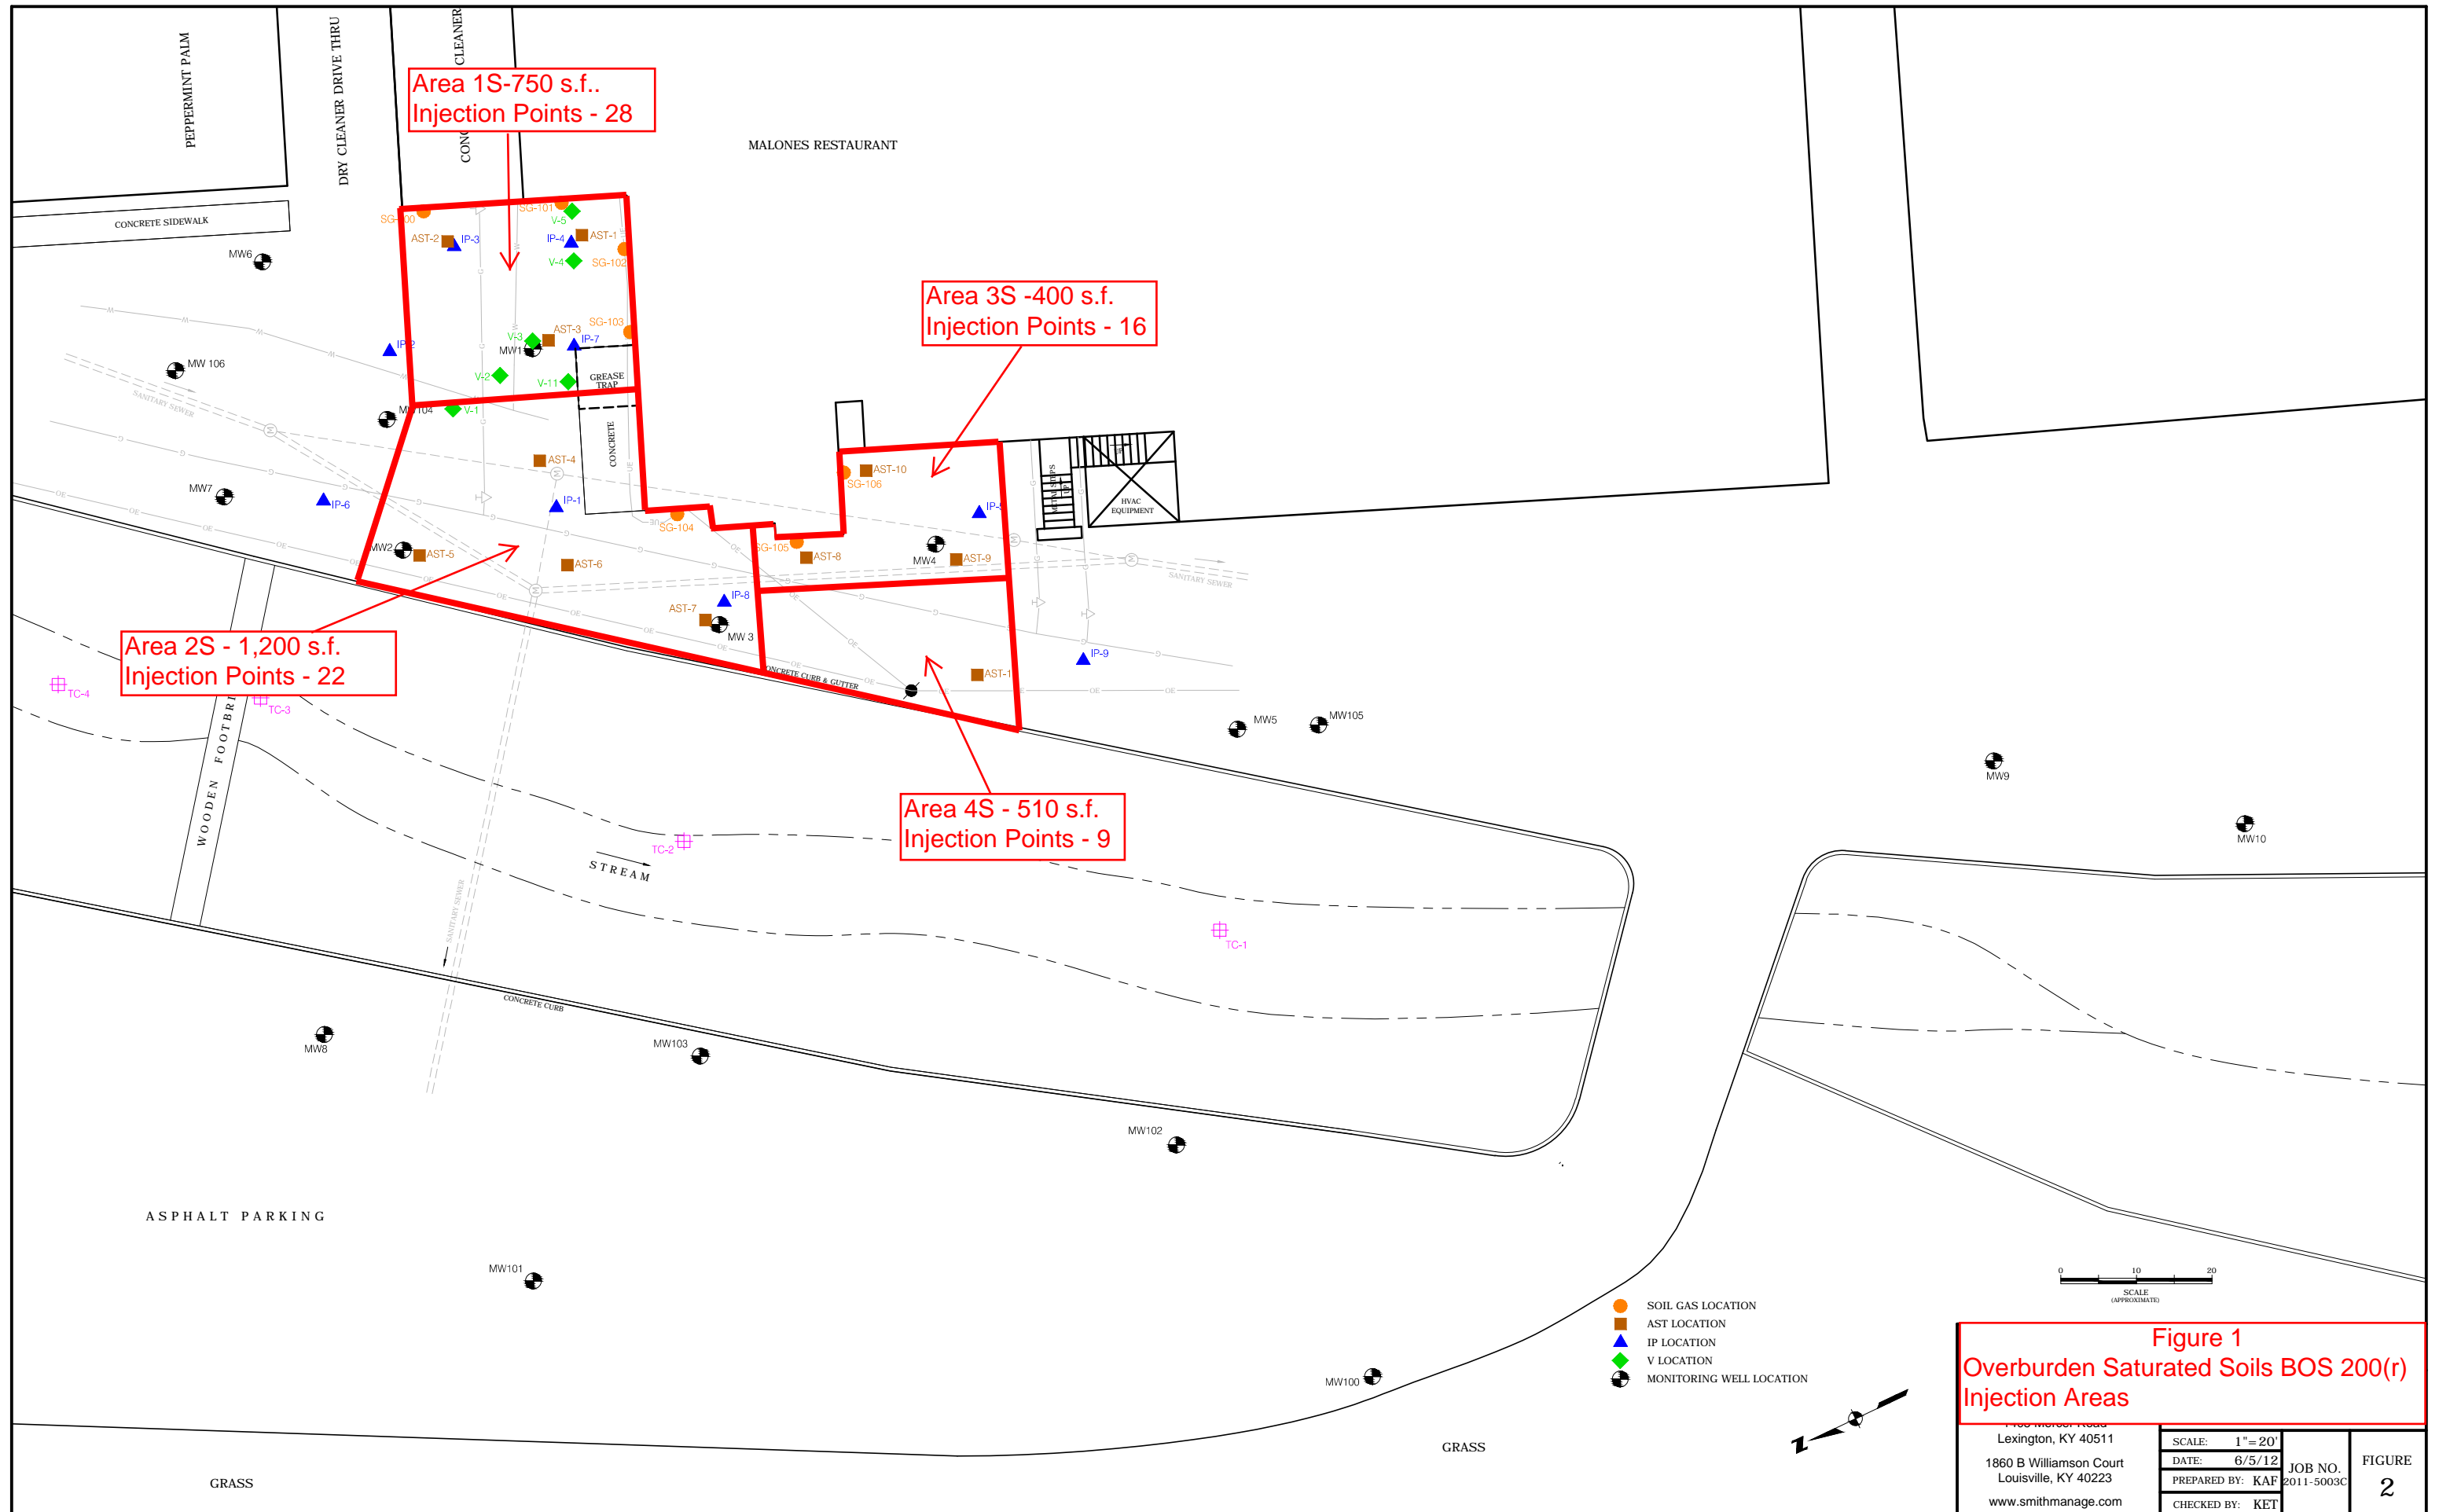 PEPPERMINT PALM
DRY CLEANER DRIVE THRU
CLEANER
Area 1S-750 s.f..
Injection Points - 28
MALONES RESTAURANT
CONCRETE SIDEWALK
SG-101
V-5
AST-2
IP-3
IP-4
AST-1
V-4
SG-102
MW6
Area 3S -400 s.f.
Injection Points - 16
SG-103
AST-3
V-3
IP-7
MW1
MW 106
V-2
V-11
GREASE
TRAP
SANITARY SEWER
V-1
CONCRETE
AST-4
AST-10
SG-106
HVAC
EQUIPMENT
MW7
IP-6
IP-1
SG-104
MW2
AST-5
AST-6
AST-8
MW4
AST-9
SANITARY SEWER
IP-8
AST-7
MW 3
Area 2S - 1,200 s.f.
Injection Points - 22
IP-9
AST-1
CONCRETE CURB & GUTTER
TC-4
TC-3
MW5
MW105
MW9
WOODEN
Area 4S - 510 s.f.
Injection Points - 9
MW10
TC-2
STREAM
SANITARY SEWER
TC-1
CONCRETE CURB
MW8
MW103
MW102
ASPHALT PARKING
MW101
0 10 20
SCALE
(APPROXIMATE)
SOIL GAS LOCATION
AST LOCATION
IP LOCATION
V LOCATION
MONITORING WELL LOCATION
MW100
Figure 1
Overburden Saturated Soils BOS 200(r)
Injection Areas
GRASS
GRASS
Lexington, KY 40511
1860 B Williamson Court
Louisville, KY 40223
www.smithmanage.com
SCALE: 1"=20'
DATE: 6/5/12
PREPARED BY: KAF
CHECKED BY: KET
JOB NO.
2011-5003C
FIGURE
2